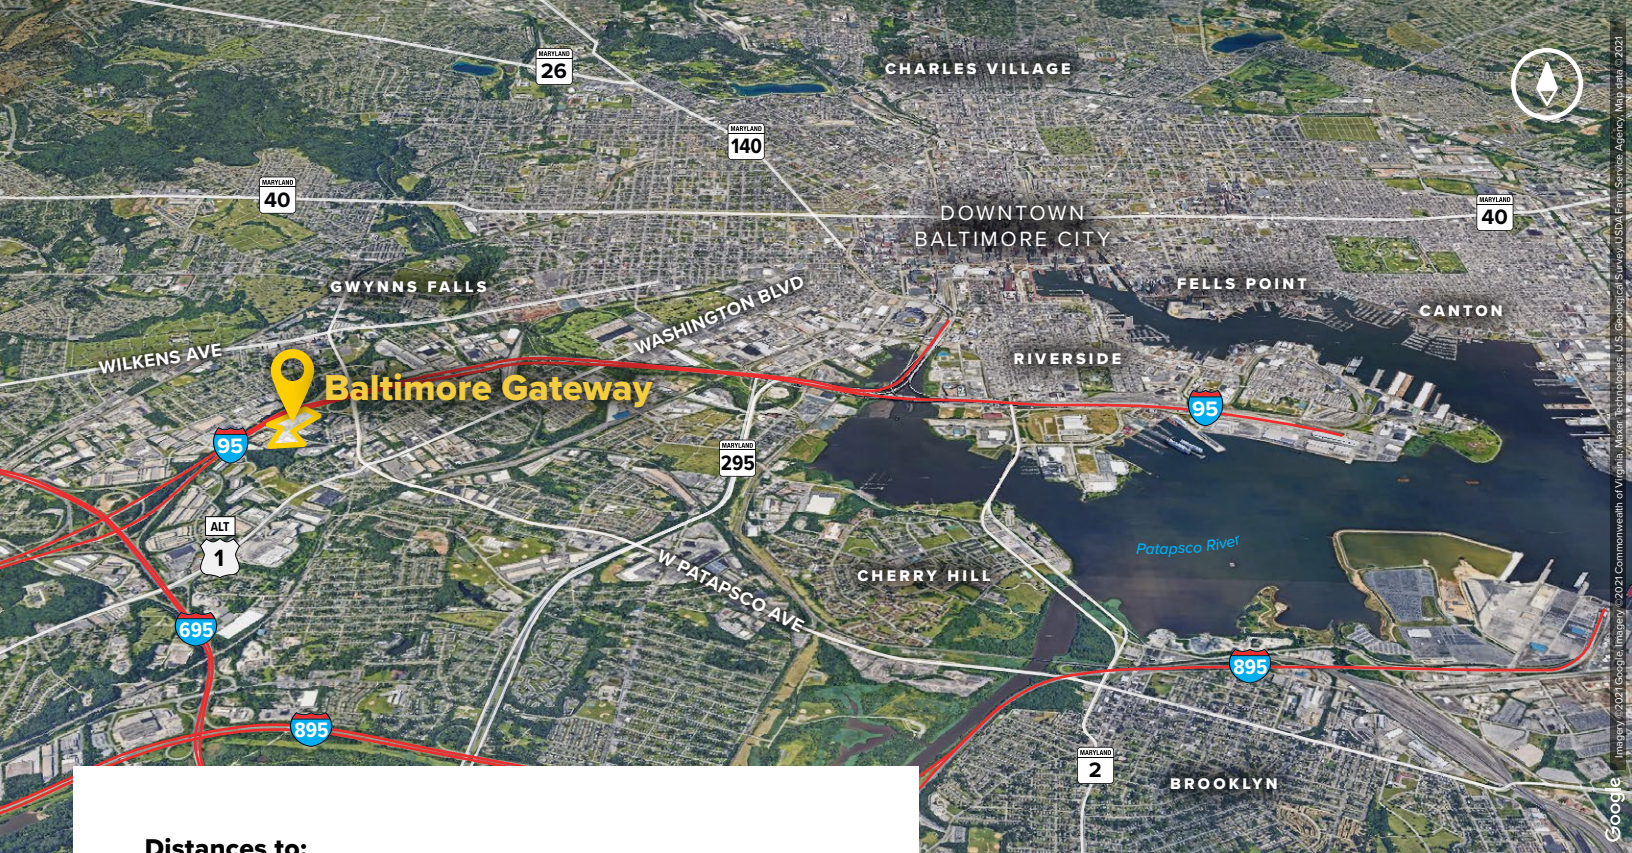 MARYLAND
26
CHARLES VILLAGE
MARYLAND
140
MARYLAND
40
MARYLAND
40
DOWNTOWN
BALTIMORE CITY
GWYNNS FALLS
FELLS POINT
CANTON
WASHINGTON BLVD
WILKENS AVE
RIVERSIDE
Baltimore Gateway
95
95
MARYLAND
295
ALT
1
Patapsco River
CHERRY HILL
W PATAPSCO AVE
695
895
895
MARYLAND
2
BROOKLYN
Distances to:
Imagery ©2021 Google, Imagery ©2021 Commonwealth of Virginia, Maxar Technologies, U.S. Geological Survey, USDA Farm Service Agency, Map data ©2021
Google